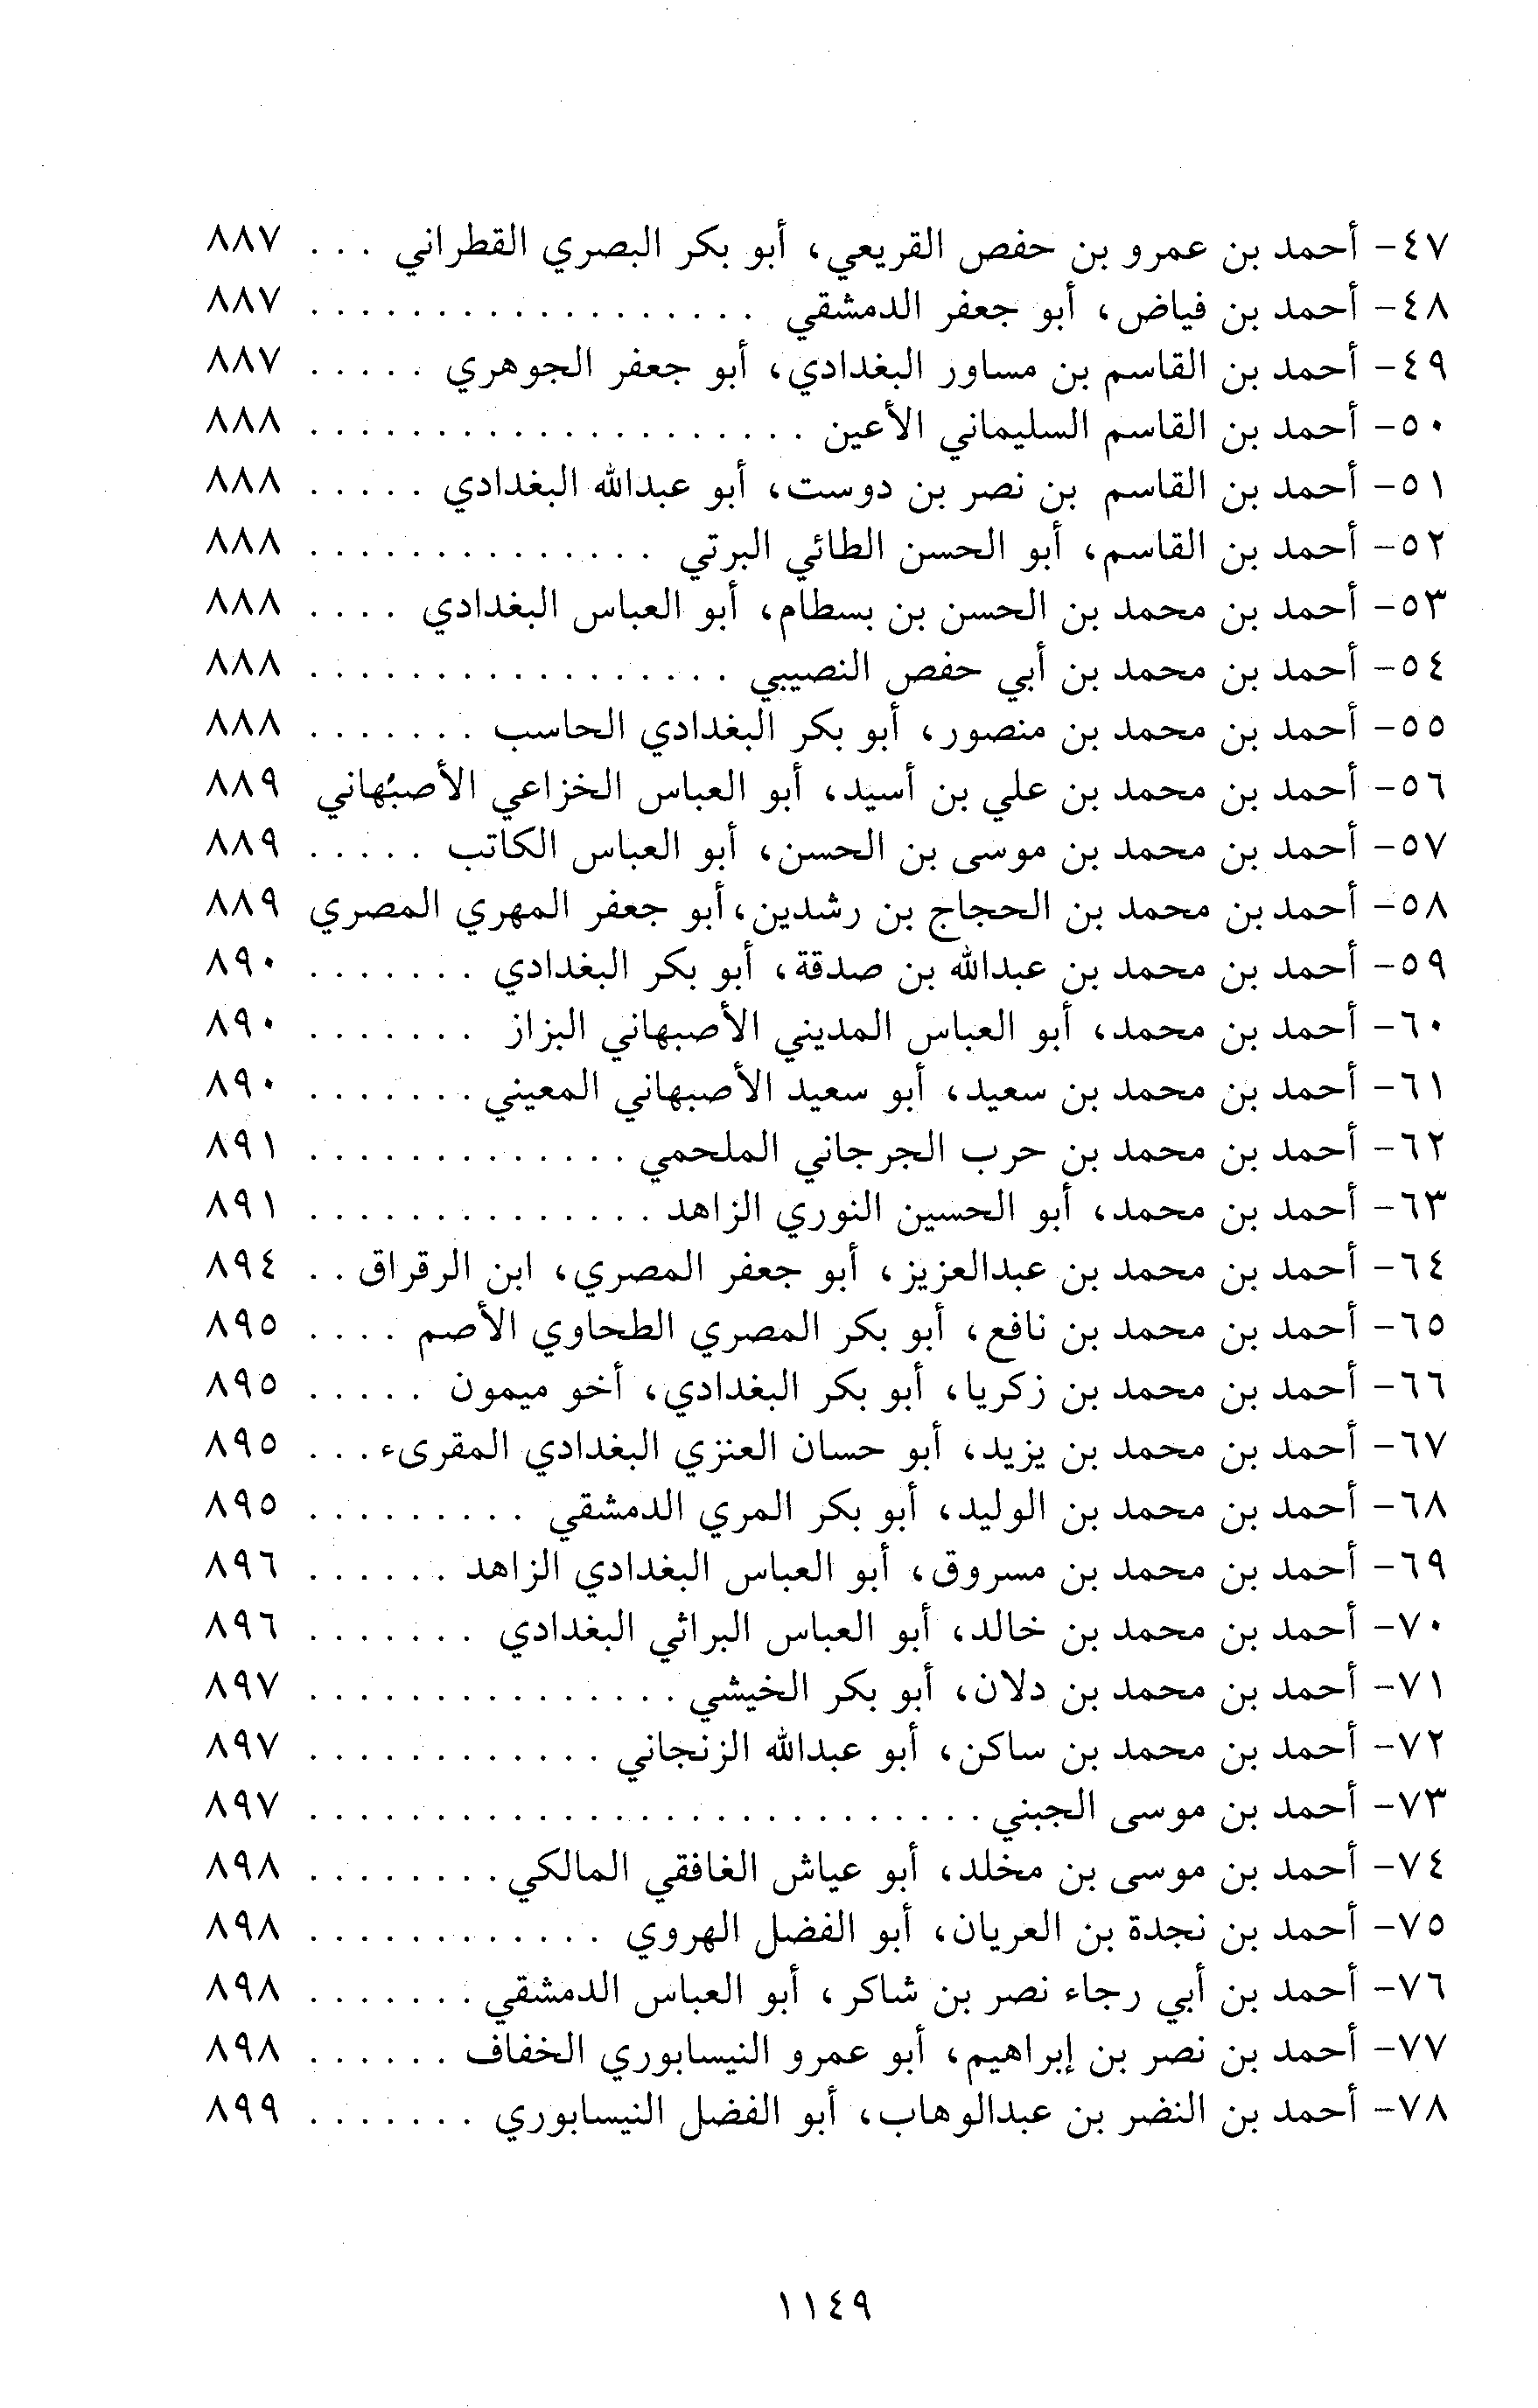 ٤٧- أحمد بن عمرو بن حفص القريعي، أبو بكر البصري القطراني . . . ٨٨٧
٤٨- أحمد بن فياض، أبو جعفر الدمشقي . . . . . . . . . . . . . . . . . . ٨٨٧
٤٩- أحمد بن القاسم بن مساور البغدادي، أبو جعفر الجوهري . . . . . ٨٨٧
٥٠- أحمد بن القاسم السليماني الأعين . . . . . . . . . . . . . . . . . . . . ٨٨٨
٥١- أحمد بن القاسم بن نصر بن دوست، أبو عبدالله البغدادي . . . . . ٨٨٨
٥٢- أحمد بن القاسم، أبو الحسن الطائي البرتي . . . . . . . . . . . . . . ٨٨٨
٥٣- أحمد بن محمد بن الحسن بن بسطام، أبو العباس البغدادي . . . . ٨٨٨
٥٤- أحمد بن محمد بن أبي حفص النصيبي . . . . . . . . . . . . . . . . . ٨٨٨
٥٥- أحمد بن محمد بن منصور، أبو بكر البغدادي الحاسب . . . . . . . ٨٨٨
٥٦- أحمد بن محمد بن علي بن أسيد، أبو العباس الخزاعي الأصبُهاني ٨٨٩
٥٧- أحمد بن محمد بن موسى بن الحسن، أبو العباس الكاتب . . . . . ٨٨٩
٥٨- أحمد بن محمد بن الحجاج بن رشدين، أبو جعفر المهري المصري ٨٨٩
٥٩- أحمد بن محمد بن عبدالله بن صدقة، أبو بكر البغدادي . . . . . . . ٨٩٠
٦٠- أحمد بن محمد، أبو العباس المديني الأصبهاني البزاز . . . . . . . ٨٩٠
٦١- أحمد بن محمد بن سعيد، أبو سعيد الأصبهاني المعيني . . . . . . . ٨٩٠
٦٢- أحمد بن محمد بن حرب الجرجاني الملحمي . . . . . . . . . . . . . ٨٩١
٦٣- أحمد بن محمد، أبو الحسين النوري الزاهد . . . . . . . . . . . . . . ٨٩١
٦٤- أحمد بن محمد بن عبدالعزيز، أبو جعفر المصري، ابن الرقراق . . ٨٩٤
٦٥- أحمد بن محمد بن نافع، أبو بكر المصري الطحاوي الأصم . . . . ٨٩٥
٦٦- أحمد بن محمد بن زكريا، أبو بكر البغدادي، أخو ميمون . . . . . ٨٩٥
٦٧- أحمد بن محمد بن يزيد، أبو حسان العنزي البغدادي المقرىء . . . ٨٩٥
٦٨- أحمد بن محمد بن الوليد، أبو بكر المري الدمشقي . . . . . . . . . ٨٩٥
٦٩- أحمد بن محمد بن مسروق، أبو العباس البغدادي الزاهد . . . . . . ٨٩٦
٧٠- أحمد بن محمد بن خالد، أبو العباس البراثي البغدادي . . . . . . . ٨٩٦
٧١- أحمد بن محمد بن دلان، أبو بكر الخيشي . . . . . . . . . . . . . . . ٨٩٧
٧٢- أحمد بن محمد بن ساكن، أبو عبدالله الزنجاني . . . . . . . . . . . . ٨٩٧
٧٣- أحمد بن موسى الجبني . . . . . . . . . . . . . . . . . . . . . . . . . . . ٨٩٧
٧٤- أحمد بن موسى بن مخلد، أبو عياش الغافقي المالكي . . . . . . . . ٨٩٨
٧٥- أحمد بن نجدة بن العريان، أبو الفضل الهروي . . . . . . . . . . . . ٨٩٨
٧٦- أحمد بن أبي رجاء نصر بن شاكر، أبو العباس الدمشقي . . . . . . . ٨٩٨
٧٧- أحمد بن نصر بن إبراهيم، أبو عمرو النيسابوري الخفاف . . . . . . ٨٩٨
٧٨- أحمد بن النضر بن عبدالوهاب، أبو الفضل النيسابوري . . . . . . . ٨٩٩
١١٤٩